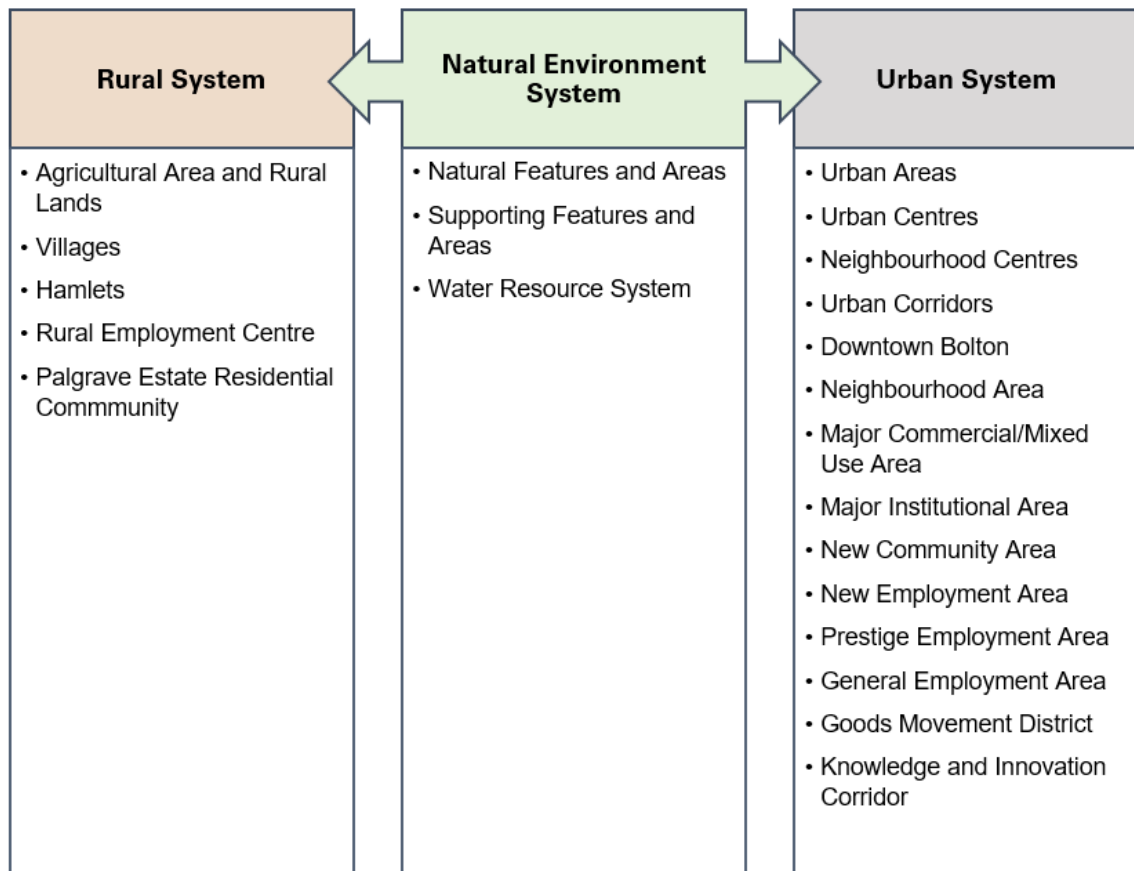 Rural System
• Agricultural Area and Rural
Lands
• Villages
• Hamlets
• Rural Employment Centre
• Palgrave Estate Residential
Commmunity
Natural Environment
System
• Natural Features and Areas
• Supporting Features and
Areas
• Water Resource System
Urban System
• Urban Areas
• Urban Centres
• Neighbourhood Centres
• Urban Corridors
• Downtown Bolton
• Neighbourhood Area
• Major Commercial/Mixed
Use Area
• Major Institutional Area
• New Community Area
• New Employment Area
• Prestige Employment Area
• General Employment Area
• Goods Movement District
• Knowledge and Innovation
Corridor